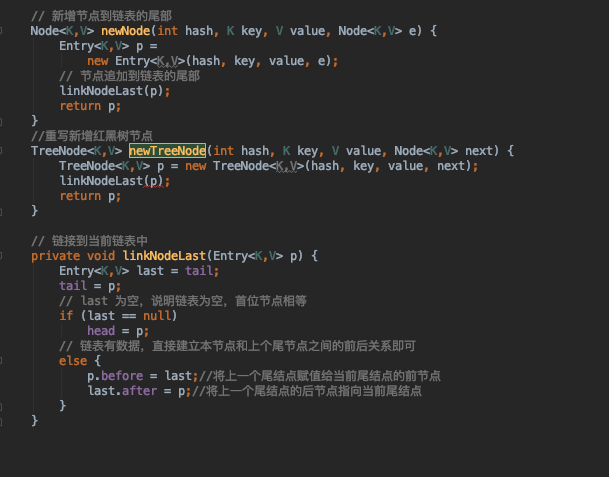 // 新增节点到链表的尾部
Node<K,V> newNode(int hash, K key, V value, Node<K,V> e) {
Entry<K,V> p =
new Entry<K,V>(hash, key, value, e);
// 节点追加到链表的尾部
linkNodeLast(p);
return p;
}
//重写新增红黑树节点
TreeNode<K,V> newTreeNode(int hash, K key, V value, Node<K,V> next) {
TreeNode<K,V> p = new TreeNode<K,V>(hash, key, value, next);
linkNodeLast(p);
return p;
}
// 链接到当前链表中
private void linkNodeLast(Entry<K,V> p) {
Entry<K,V> last = tail;
tail = p;
// last 为空，说明链表为空，首位节点相等
if (last == null)
head = p;
// 链表有数据，直接建立本节点和上个尾节点之间的前后关系即可
else {
p.before = last;//将上一个尾结点赋值给当前尾结点的前节点
last.after = p;//将上一个尾结点的后节点指向当前尾结点
}
}